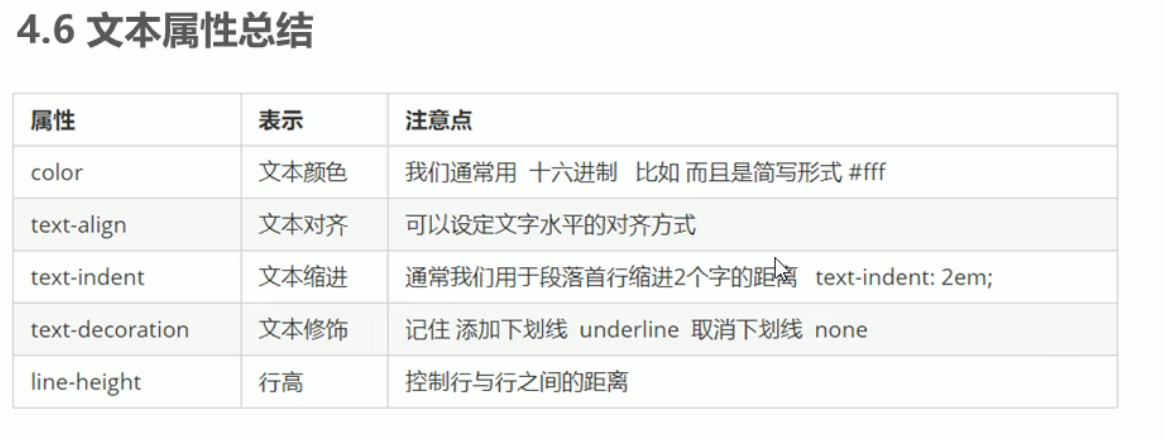 4.6 文本属性总结
属性 表示 注意点
color 文本颜色 我们通常用 十六进制 比如 而且是简写形式 #fff
text-align 文本对齐 可以设定文字水平的对齐方式
text-indent 文本缩进 通常我们用于段落首行缩进2个字的距离 text-indent: 2em;
text-decoration 文本修饰 记住 添加下划线 underline 取消下划线 none
line-height 行高 控制行与行之间的距离